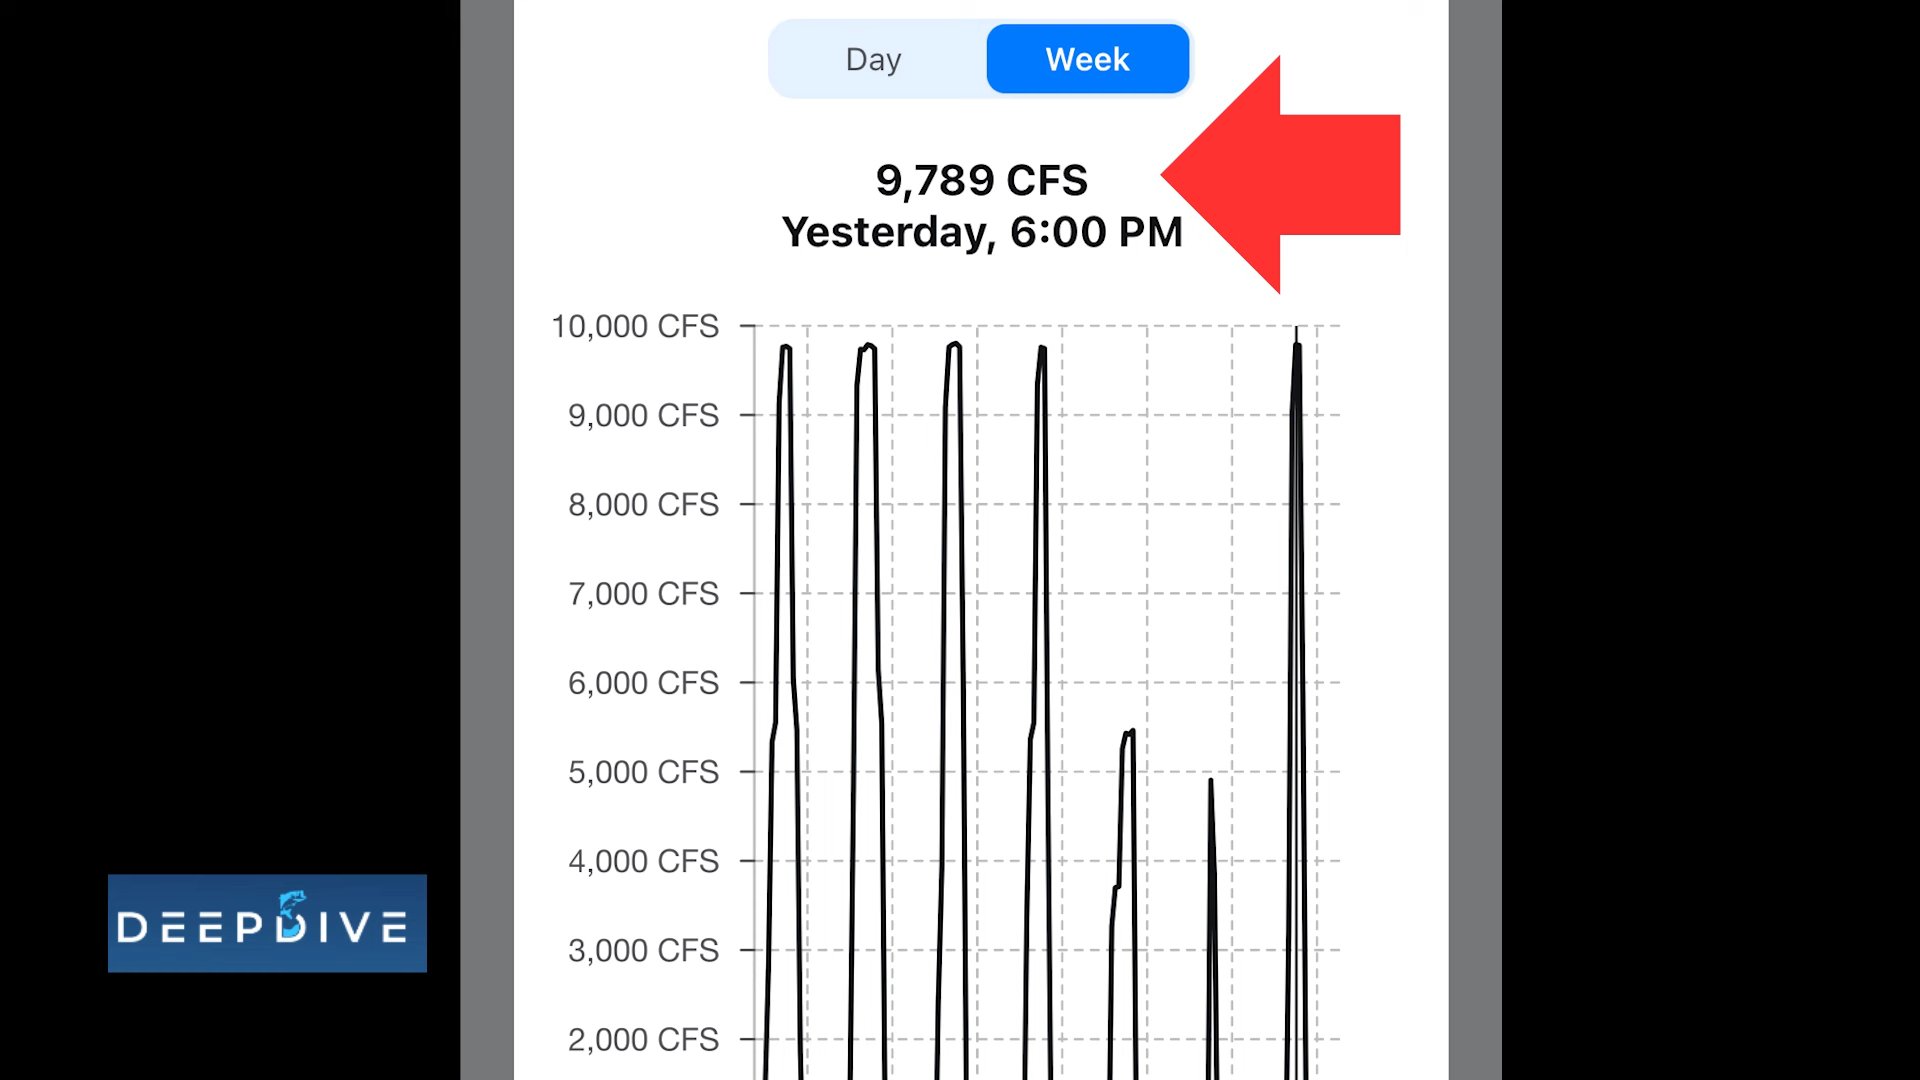 Day
Week
9,789 CFS
Yesterday, 6:00 PM
10,000 CFS
9,000 CFS
8,000 CFS
7,000 CFS
6,000 CFS
5,000 CFS
4,000 CFS
3,000 CFS
2,000 CFS
DEEPDIVE